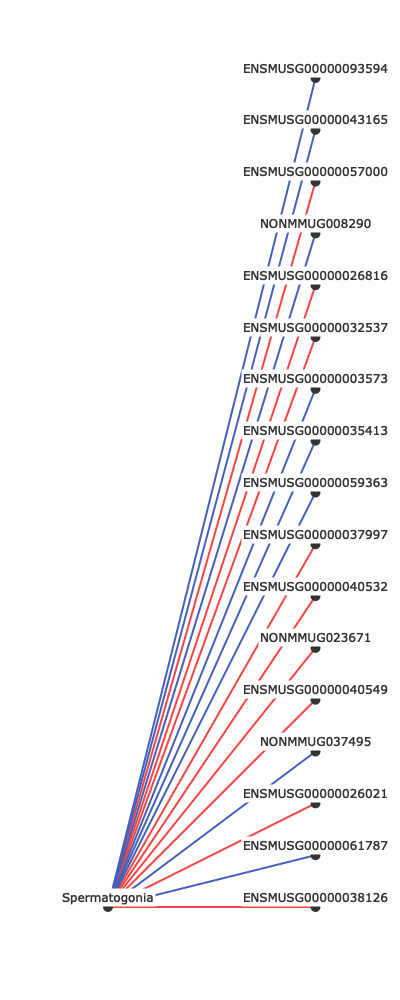 ENSMUSG00000093594
ENSMUSG00000043165
ENSMUSG00000057000
NONMMUG008290
ENSMUSG00000026816
ENSMUSG00000032537
ENSMUSG00000003573
ENSMUSG00000035413
ENSMUSG00000059363
ENSMUSG00000037997
ENSMUSG00000040532
NONMMUG023671
ENSMUSG00000040549
NONMMUG037495
ENSMUSG00000026021
ENSMUSG00000061787
Spermatogonia
ENSMUSG00000038126